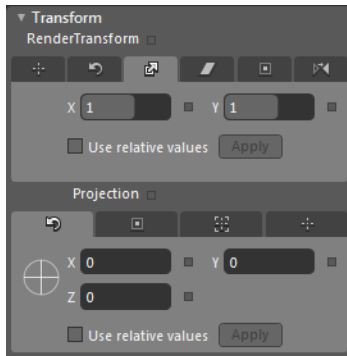 Transform
RenderTransform
X 1 Y 1
Use relative values Apply
Projection
X 0 Y 0
Z 0
Use relative values Apply